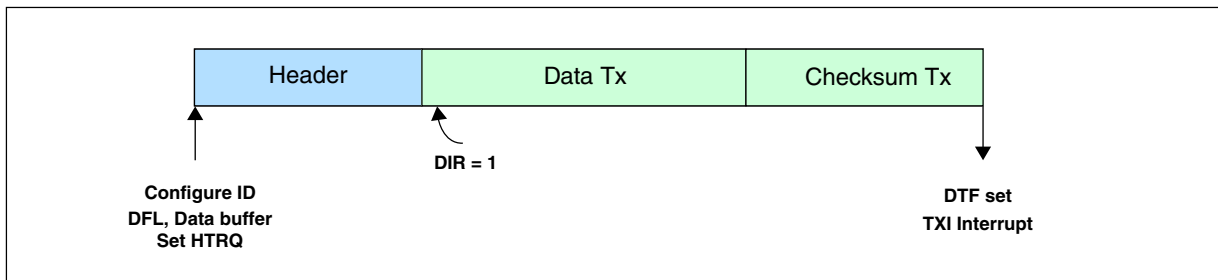 Header
Data Tx
Checksum Tx
DIR = 1
Configure ID
DFL, Data buffer
Set HTRQ
DTF set
TXI Interrupt